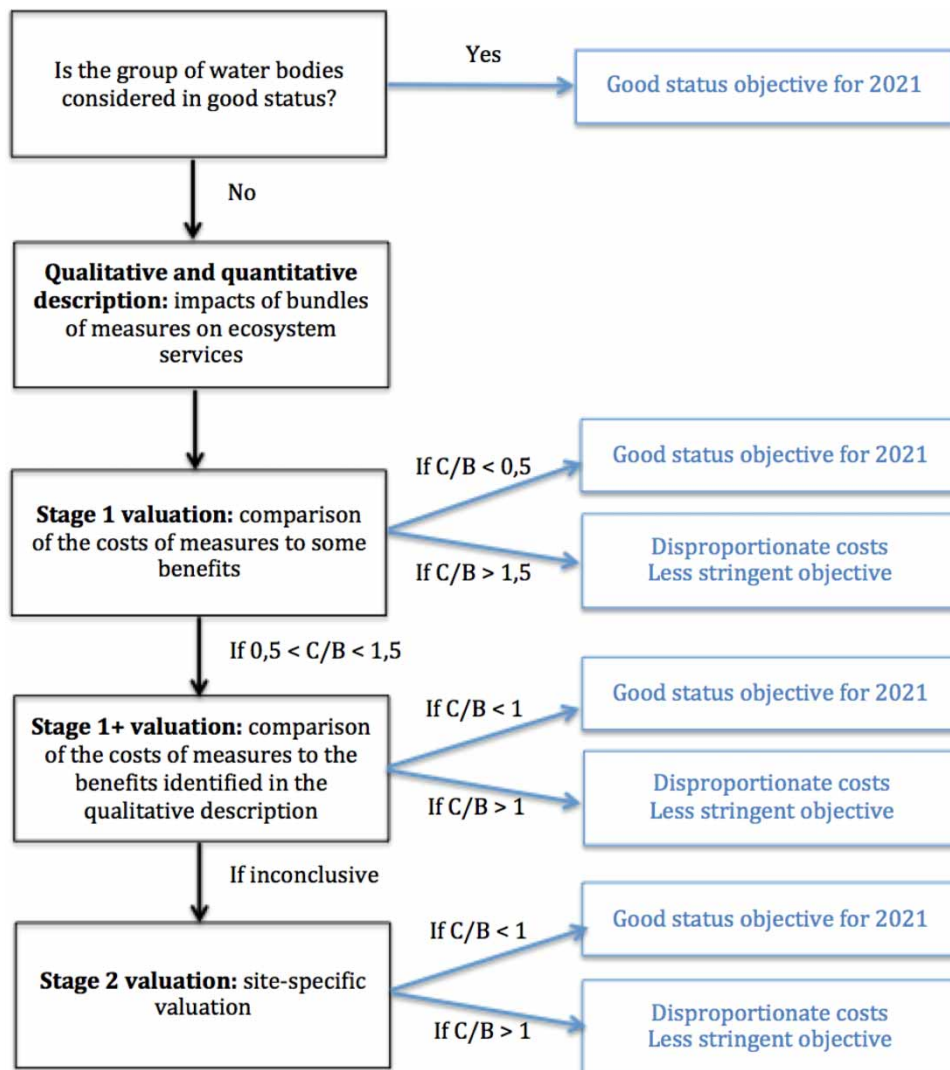 Is the group of water bodies
considered in good status?
Yes
Good status objective for 2021
No
Qualitative and quantitative
description: impacts of bundles
of measures on ecosystem
services
Stage 1 valuation: comparison
of the costs of measures to some
benefits
If C/B < 0,5
Good status objective for 2021
If C/B > 1,5
Disproportionate costs
Less stringent objective
If 0,5 < C/B < 1,5
Stage 1+ valuation: comparison
of the costs of measures to the
benefits identified in the
qualitative description
If C/B < 1
Good status objective for 2021
If C/B > 1
Disproportionate costs
Less stringent objective
If inconclusive
Stage 2 valuation: site-specific
valuation
If C/B < 1
Good status objective for 2021
If C/B > 1
Disproportionate costs
Less stringent objective